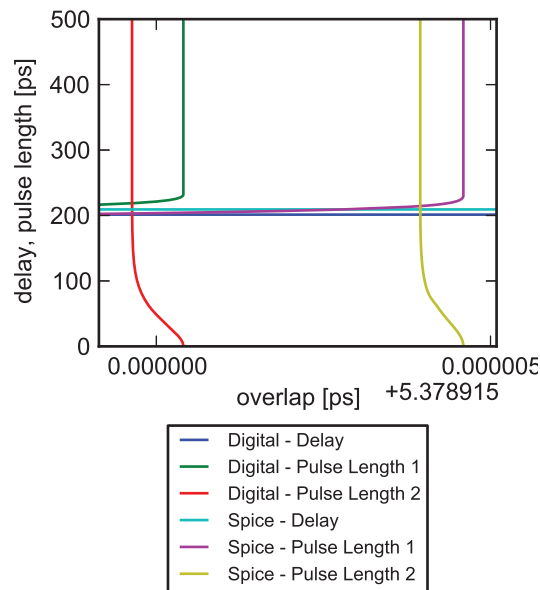 500
400
300
200
100
0
delay, pulse length [ps]
0.000000
0.000005
overlap [ps]
+5.378915
Digital - Delay
Digital - Pulse Length 1
Digital - Pulse Length 2
Spice - Delay
Spice - Pulse Length 1
Spice - Pulse Length 2